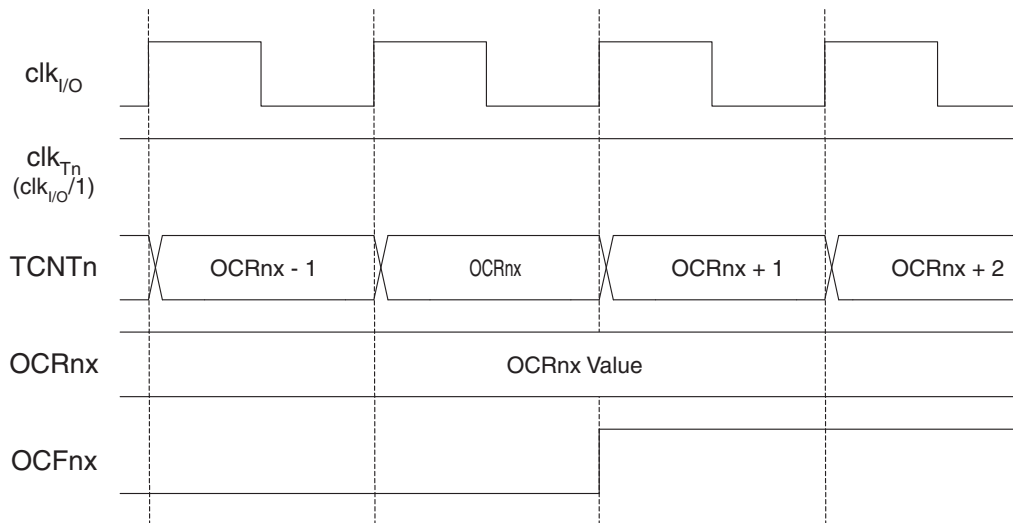 clkI/O
clkTn
(clkI/O/1)
TCNTn OCRnx - 1 OCRnx OCRnx + 1 OCRnx + 2
OCRnx OCRnx Value
OCFnx